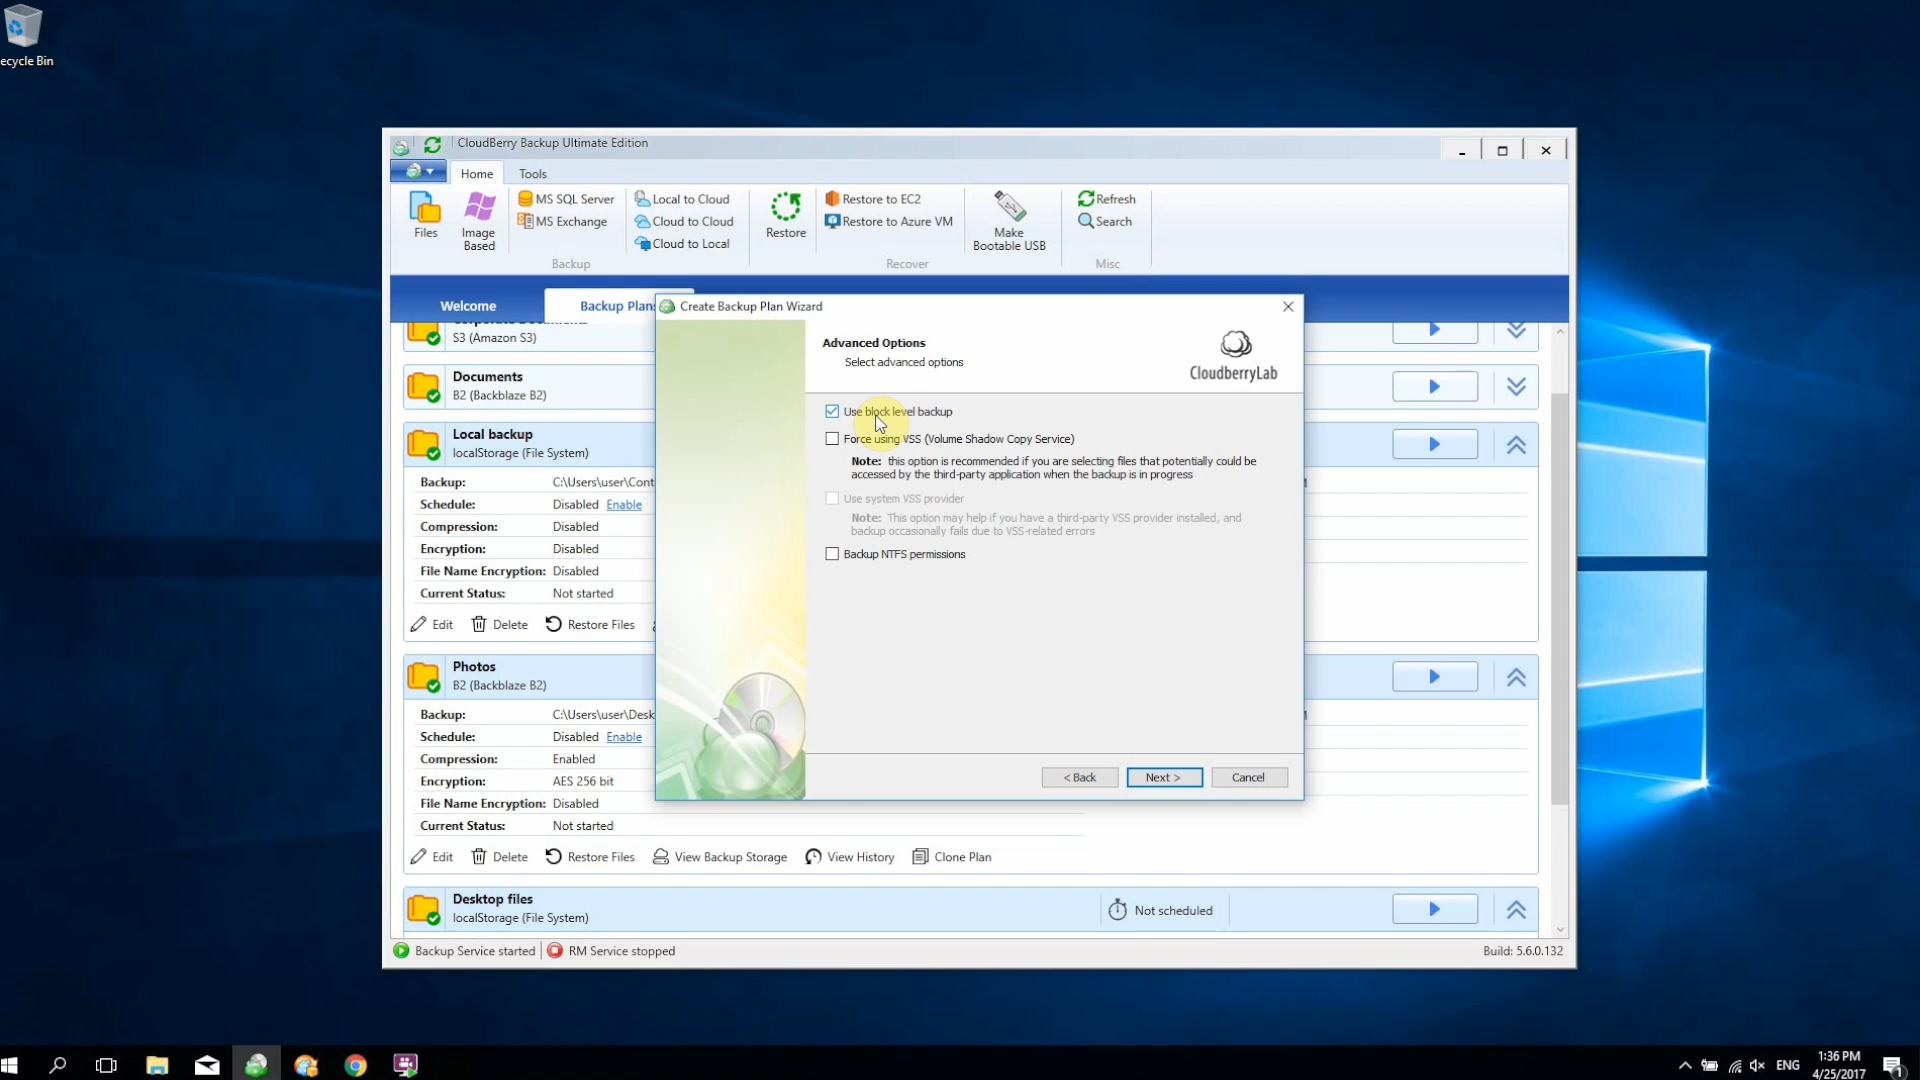 ecycle Bin
CloudBerry Backup Ultimate Edition
Home
Tools
Files
Image
Based
MS SQL Server
MS Exchange
Backup
Local to Cloud
Cloud to Cloud
Cloud to Local
Restore
Restore to EC2
Restore to Azure VM
Recover
Make
Bootable USB
Refresh
Search
Misc
Welcome
Backup Plans
S3 (Amazon S3)
Documents
B2 (Backblaze B2)
Local backup
localStorage (File System)
Backup: C:\Users\user\Cont
Schedule: Disabled Enable
Compression: Disabled
Encryption: Disabled
File Name Encryption: Disabled
Current Status: Not started
Edit Delete Restore Files
Photos
B2 (Backblaze B2)
Backup: C:\Users\user\Desk
Schedule: Disabled Enable
Compression: Enabled
Encryption: AES 256 bit
File Name Encryption: Disabled
Current Status: Not started
Edit Delete Restore Files View Backup Storage View History Clone Plan
Desktop files
localStorage (File System)
Not scheduled
Backup Service started
RM Service stopped
Build: 5.6.0.132
Create Backup Plan Wizard
Advanced Options
Select advanced options
CloudberryLab
Use block level backup
Force using VSS (Volume Shadow Copy Service)
Note: this option is recommended if you are selecting files that potentially could be
accessed by the third-party application when the backup is in progress
Use system VSS provider
Note: This option may help if you have a third-party VSS provider installed, and
backup occasionally fails due to VSS-related errors
Backup NTFS permissions
< Back
Next >
Cancel
ENG
1:36 PM
4/25/2017
1